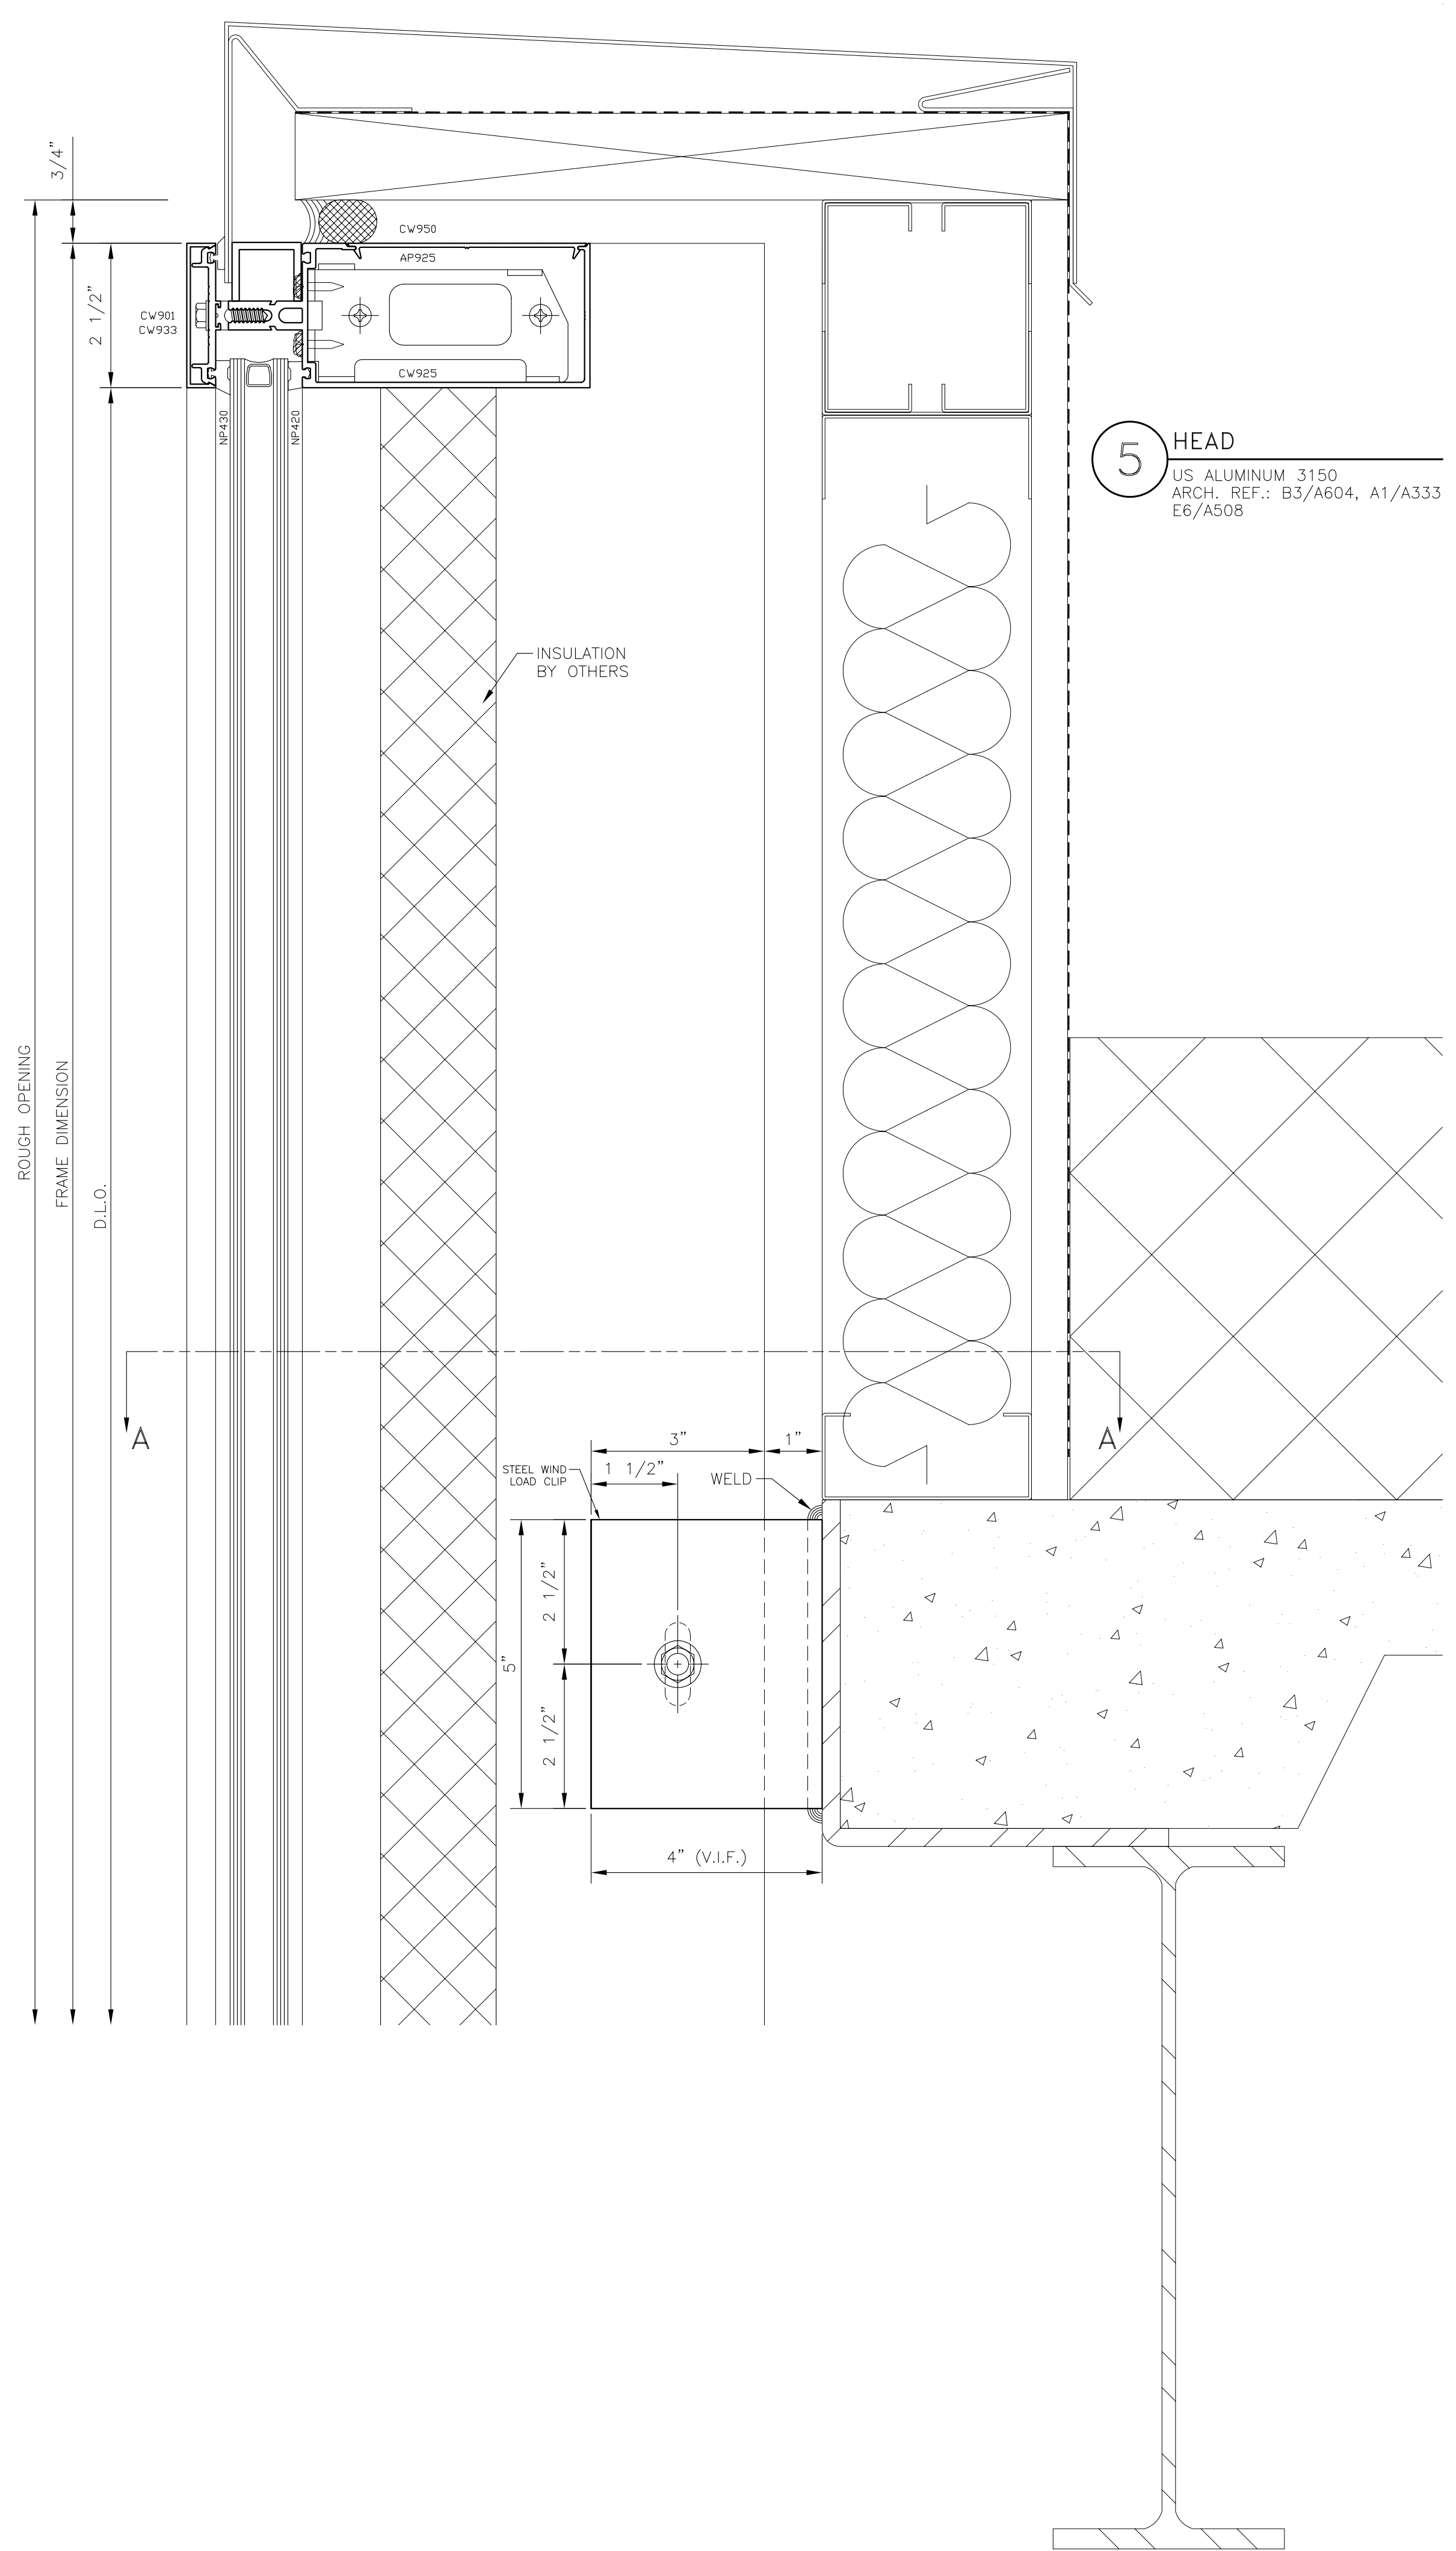 3/4"
CW950
AP925
2 1/2"
CW901
CW933
CW925
NP430
NP420
5
HEAD
US ALUMINUM 3150
ARCH. REF.: B3/A604, A1/A333
E6/A508
INSULATION
BY OTHERS
ROUGH OPENING
FRAME DIMENSION
D.L.O.
A
A
3"
1"
STEEL WIND
LOAD CLIP
1 1/2"
WELD
2 1/2"
5"
2 1/2"
4" (V.I.F.)